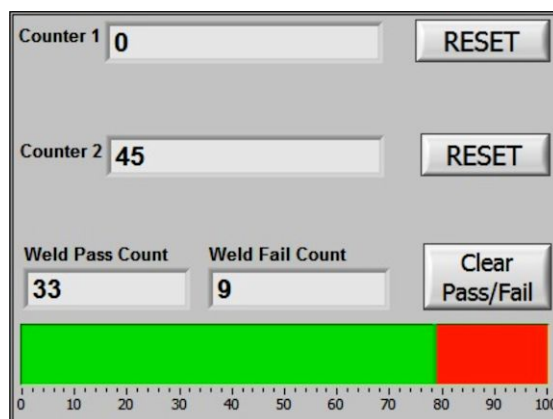 Counter 1 0 RESET
Counter 2 45 RESET
Weld Pass Count Weld Fail Count
33 9 Clear Pass/Fail
0 10 20 30 40 50 60 70 80 90 100